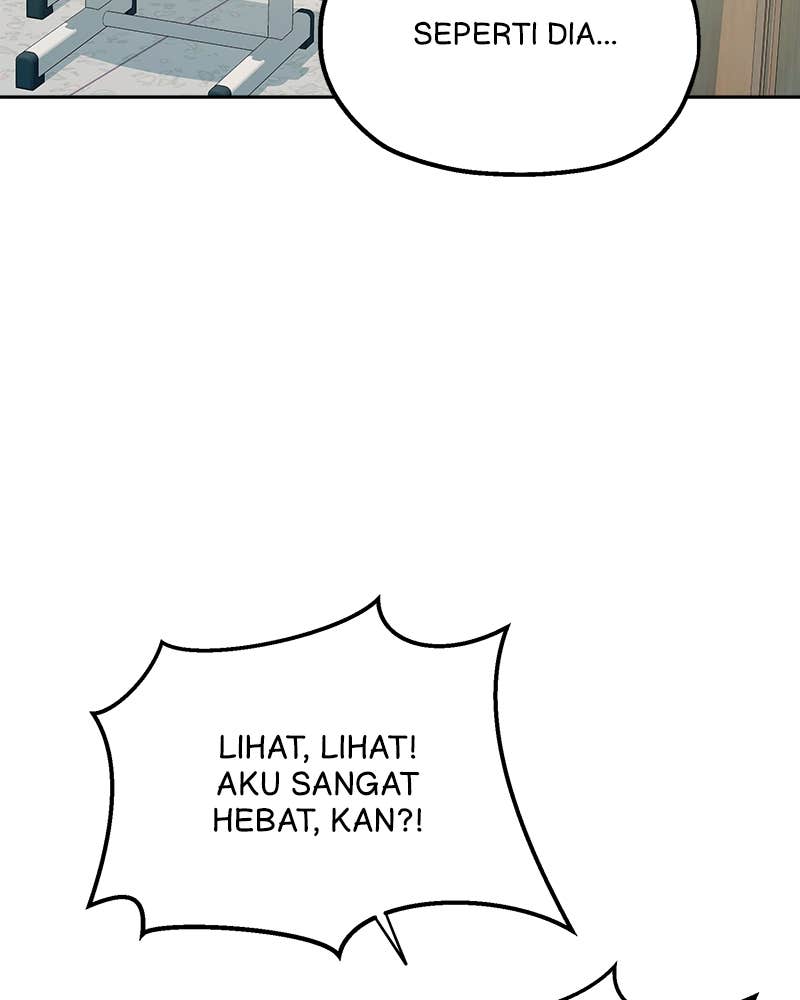 SEPERTI DIA...
LIHAT, LIHAT!
AKU SANGAT
HEBAT, KAN?!